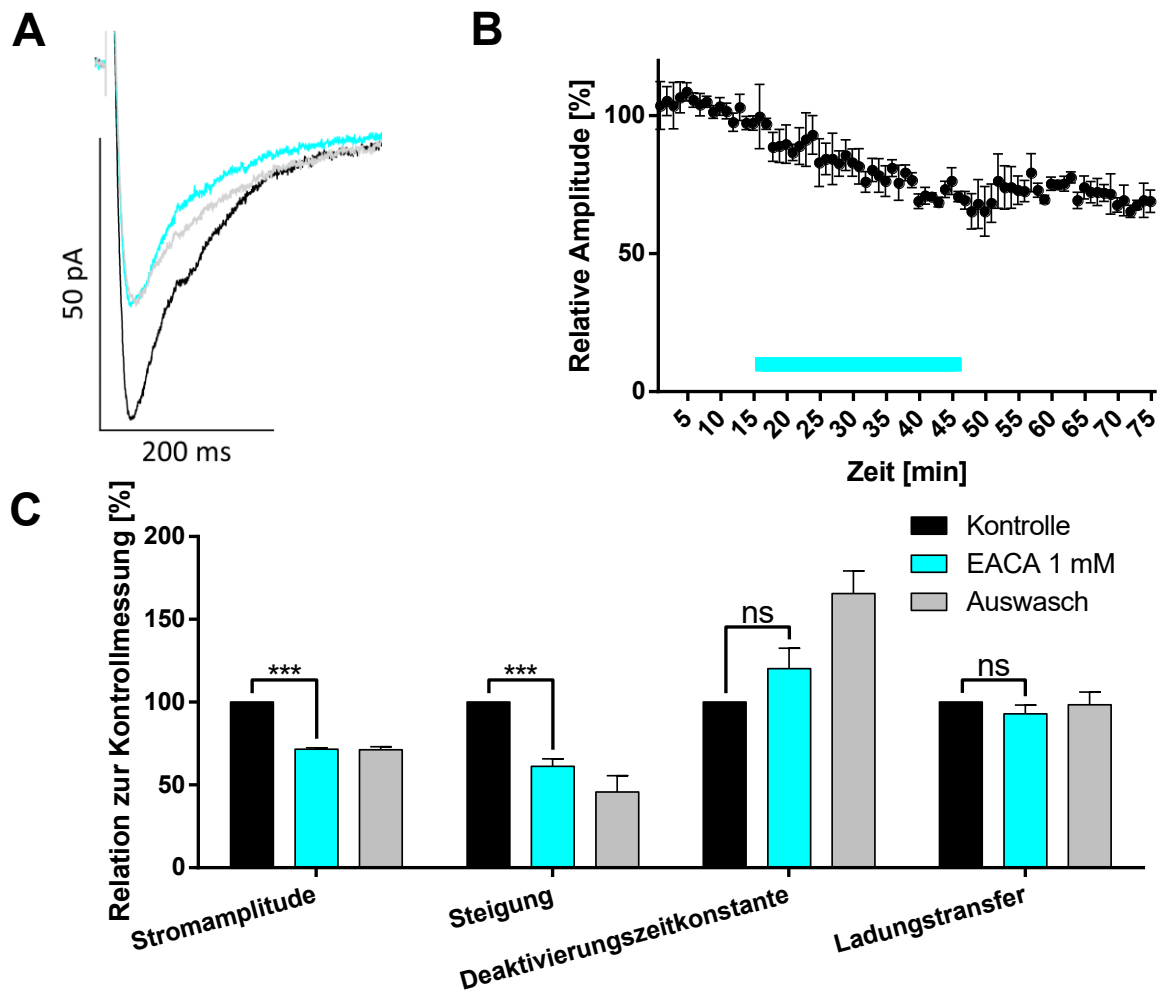 A
50 pA
200 ms
B
Relative Amplitude [%]
100
50
0
5 10 15 20 25 30 35 40 45 50 55 60 65 70 75
Zeit [min]
C
Relation zur Kontrollmessung [%]
200
150
100
50
0
Kontrolle
EACA 1 mM
Auswasch
***
***
ns
ns
Stromamplitude
Steigung
Deaktivierungszeitkonstante
Ladungstransfer